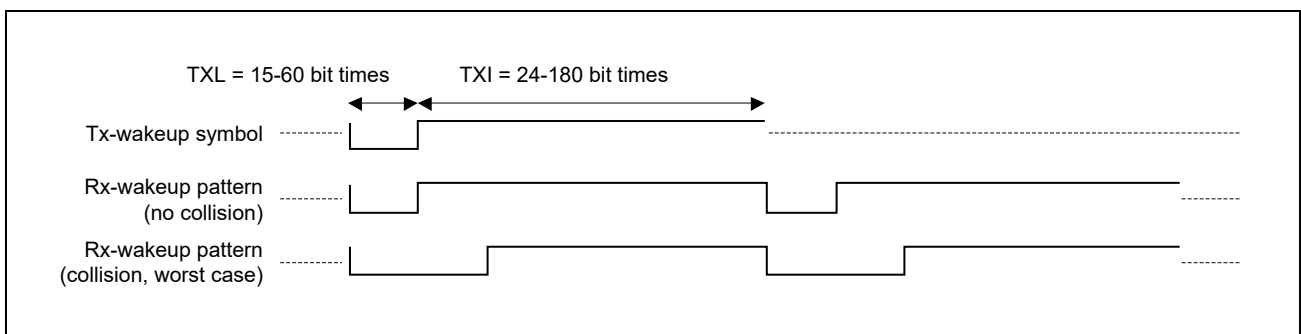 TXL = 15-60 bit times
TXI = 24-180 bit times
Tx-wakeup symbol
Rx-wakeup pattern
(no collision)
Rx-wakeup pattern
(collision, worst case)